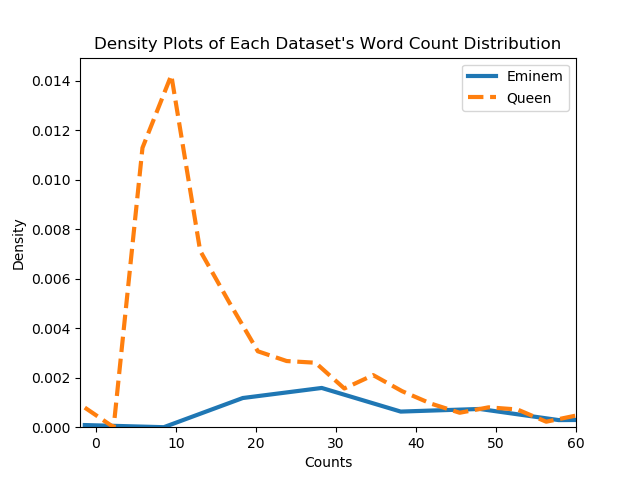 Density Plots of Each Dataset's Word Count Distribution
Eminem
Queen
Density
0.014
0.012
0.010
0.008
0.006
0.004
0.002
0.000
0 10 20 30 40 50 60
Counts